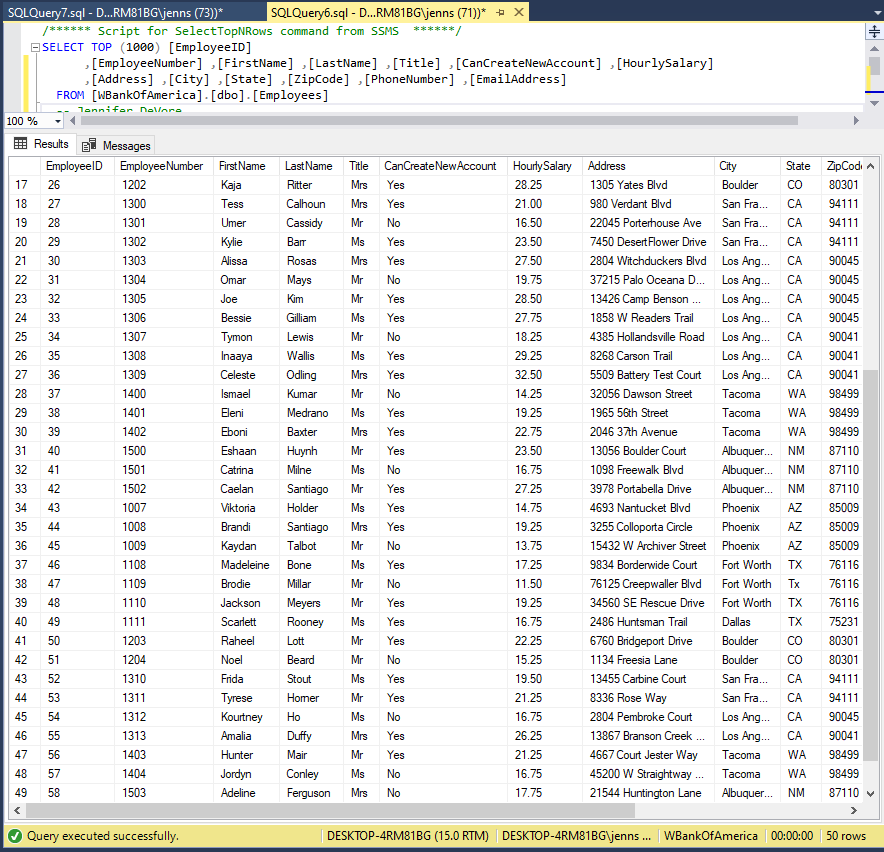 SQLQuery7.sql - D...RM81BG\jenns (73))* SQLQuery6.sql - D...RM81BG\jenns (71))*
/****** Script for SelectTopNRows command from SSMS ******/
SELECT TOP (1000) [EmployeeID]
,[EmployeeNumber] ,[FirstName] ,[LastName] ,[Title] ,[CanCreateNewAccount] ,[HourlySalary]
,[Address] ,[City] ,[State] ,[ZipCode] ,[PhoneNumber] ,[EmailAddress]
FROM [WBankOfAmerica].[dbo].[Employees]
-- Jennifer DeVore
100 %
Results Messages
EmployeeID EmployeeNumber FirstName LastName Title CanCreateNewAccount HourlySalary Address City State ZipCode
17 26 1202 Kaja Ritter Mrs Yes 28.25 1305 Yates Blvd Boulder CO 80301
18 27 1300 Tess Calhoun Mrs Yes 21.00 980 Verdant Blvd San Fra... CA 94111
19 28 1301 Umer Cassidy Mr No 16.50 22045 Porterhouse Ave San Fra... CA 94111
20 29 1302 Kylie Barr Ms Yes 23.50 7450 DesertFlower Drive San Fra... CA 94111
21 30 1303 Alissa Rosas Mrs Yes 27.50 2804 Witchduckers Blvd Los Ang... CA 90045
22 31 1304 Omar Mays Mr No 19.75 37215 Palo Oceana D... Los Ang... CA 90045
23 32 1305 Joe Kim Mr Yes 28.50 13426 Camp Benson ... Los Ang... CA 90045
24 33 1306 Bessie Gilliam Ms Yes 27.75 1858 W Readers Trail Los Ang... CA 90045
25 34 1307 Tymon Lewis Mr No 18.25 4385 Hollandsville Road Los Ang... CA 90041
26 35 1308 Inaaya Wallis Ms Yes 29.25 8268 Carson Trail Los Ang... CA 90041
27 36 1309 Celeste Odling Mrs Yes 32.50 5509 Battery Test Court Los Ang... CA 90041
28 37 1400 Ismael Kumar Mr No 14.25 32056 Dawson Street Tacoma WA 98499
29 38 1401 Eleni Medrano Ms Yes 19.25 1965 56th Street Tacoma WA 98499
30 39 1402 Eboni Baxter Mrs Yes 22.75 2046 37th Avenue Tacoma WA 98499
31 40 1500 Eshaan Huynh Mr Yes 23.50 13056 Boulder Court Albuquer... NM 87110
32 41 1501 Catrina Milne Ms No 16.75 1098 Freewalk Blvd Albuquer... NM 87110
33 42 1502 Caelan Santiago Mr Yes 27.25 3978 Portabella Drive Albuquer... NM 87110
34 43 1007 Viktoria Holder Ms Yes 14.75 4693 Nantucket Blvd Phoenix AZ 85009
35 44 1008 Brandi Santiago Mrs Yes 19.25 3255 Colloporta Circle Phoenix AZ 85009
36 45 1009 Kaydan Talbot Mr No 13.75 15432 W Archiver Street Phoenix AZ 85009
37 46 1108 Madeleine Bone Ms Yes 17.25 9834 Borderwide Court Fort Worth TX 76116
38 47 1109 Brodie Millar Mr No 11.50 76125 Creepwaller Blvd Fort Worth Tx 76116
39 48 1110 Jackson Meyers Mr Yes 19.25 34560 SE Rescue Drive Fort Worth TX 76116
40 49 1111 Scarlett Rooney Ms Yes 16.75 2486 Huntsman Trail Dallas TX 75231
41 50 1203 Raheel Lott Mr Yes 22.25 6760 Bridgeport Drive Boulder CO 80301
42 51 1204 Noel Beard Mr No 15.25 1134 Freesia Lane Boulder CO 80301
43 52 1310 Frida Stout Ms Yes 19.50 13455 Carbine Court San Fra... CA 94111
44 53 1311 Tyrese Horner Mr Yes 21.25 8336 Rose Way San Fra... CA 94111
45 54 1312 Kourtney Ho Ms No 16.75 2804 Pembroke Court Los Ang... CA 90045
46 55 1313 Amalia Duffy Mrs Yes 26.25 13867 Branson Creek ... Los Ang... CA 90041
47 56 1403 Hunter Mair Mr Yes 21.25 4667 Court Jester Way Tacoma WA 98499
48 57 1404 Jordyn Conley Ms No 16.75 45200 W Straightway ... Tacoma WA 98499
49 58 1503 Adeline Ferguson Mrs No 17.75 21544 Huntington Lane Albuquer... NM 87110
Query executed successfully. DESKTOP-4RM81BG (15.0 RTM) DESKTOP-4RM81BG\jenns ... WBankOfAmerica 00:00:00 50 rows